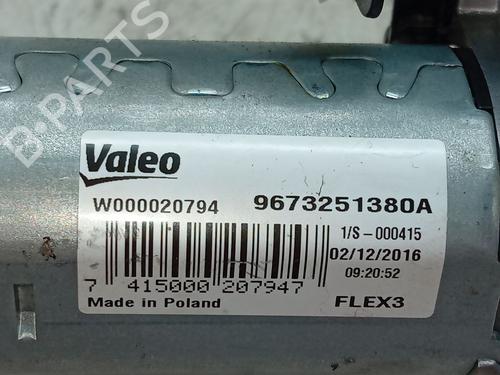 B-PARTS
Valeo
W000020794 9673251380A
1/S-000415
02/12/2016
09:20:52
7 415000 207947
Made in Poland FLEX3